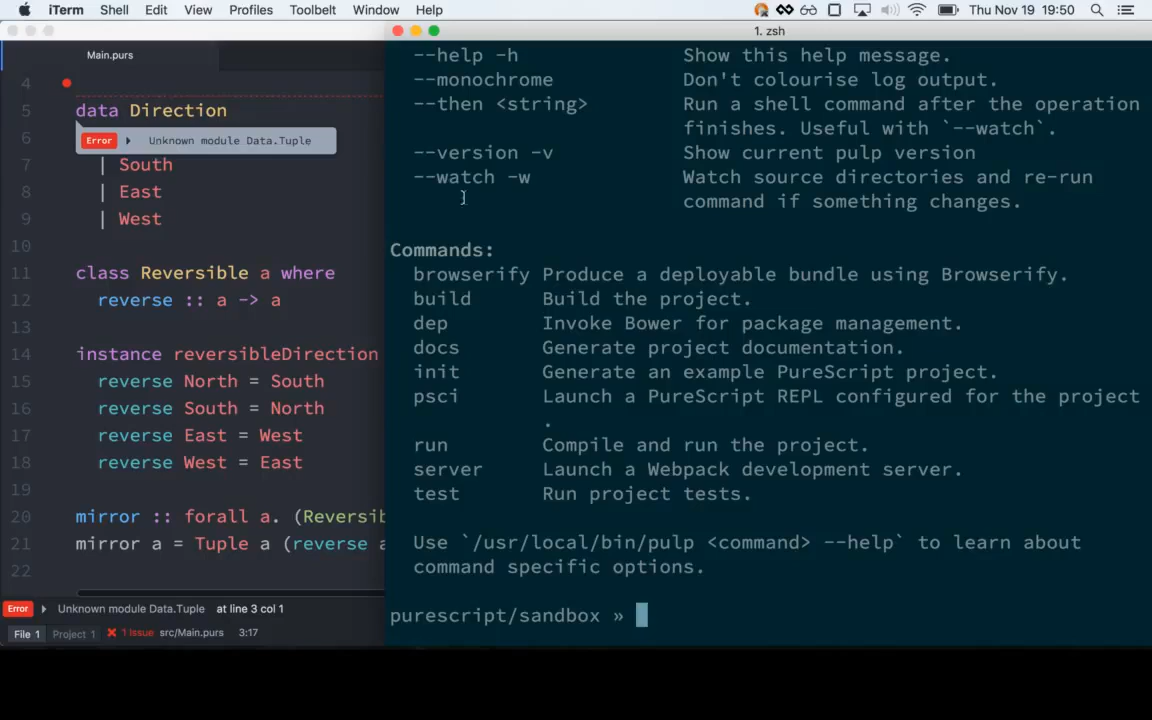 iTerm Shell Edit View Profiles Toolbelt Window Help Thu Nov 19 19:50
Main.purs
4
5 data Direction
6 Error Unknown module Data.Tuple
7 | South
8 | East
9 | West
10
11 class Reversible a where
12 reverse :: a -> a
13
14 instance reversibleDirection
15 reverse North = South
16 reverse South = North
17 reverse East = West
18 reverse West = East
19
20 mirror :: forall a. (Reversib
21 mirror a = Tuple a (reverse a
22
Error Unknown module Data.Tuple at line 3 col 1
File 1 Project 1 1 Issue src/Main.purs 3:17
1. zsh
--help -h Show this help message.
--monochrome Don't colourise log output.
--then <string> Run a shell command after the operation
finishes. Useful with `--watch`.
--version -v Show current pulp version
--watch -w Watch source directories and re-run
command if something changes.
Commands:
browserify Produce a deployable bundle using Browserify.
build Build the project.
dep Invoke Bower for package management.
docs Generate project documentation.
init Generate an example PureScript project.
psci Launch a PureScript REPL configured for the project
.
run Compile and run the project.
server Launch a Webpack development server.
test Run project tests.
Use `/usr/local/bin/pulp <command> --help` to learn about
command specific options.
purescript/sandbox »